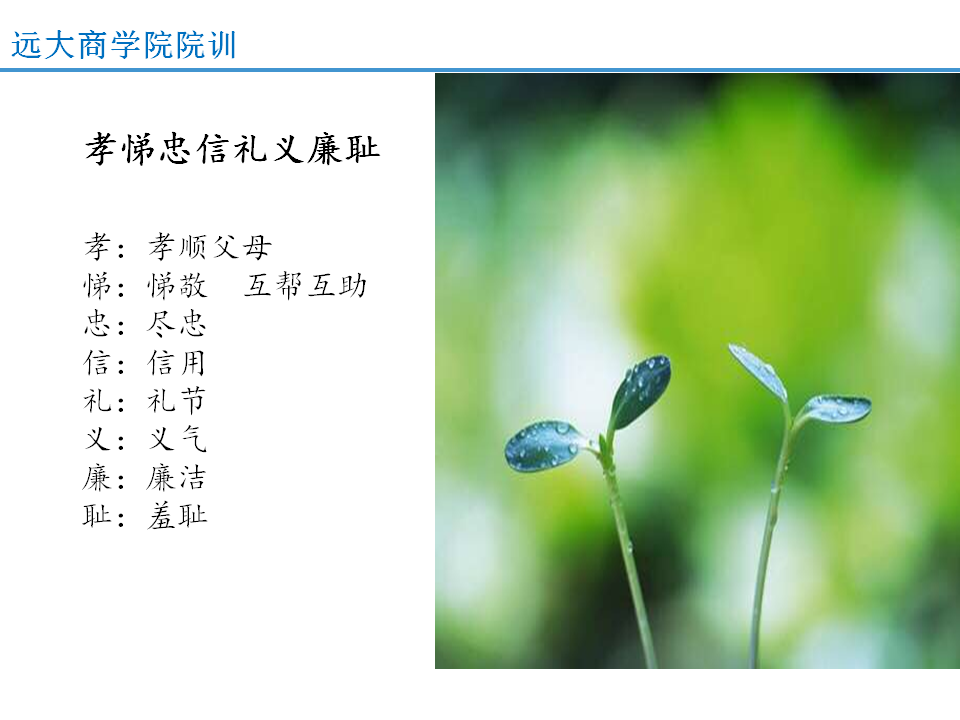 远大商学院院训
孝悌忠信礼义廉耻
孝：孝顺父母
悌：悌敬　互帮互助
忠：尽忠
信：信用
礼：礼节
义：义气
廉：廉洁
耻：羞耻